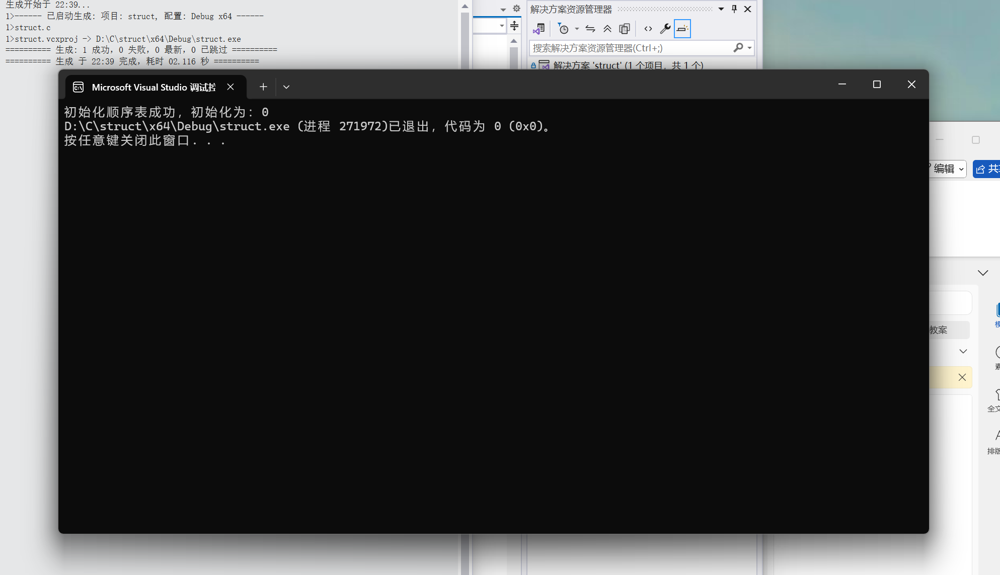 生成开始于 22:39...
1>------ 已启动生成: 项目: struct, 配置: Debug x64 ------
1>struct.c
1>struct.vcxproj -> D:\C\struct\x64\Debug\struct.exe
========== 生成: 1 成功，0 失败，0 最新，0 已跳过 ==========
========== 生成 于 22:39 完成，耗时 02.116 秒 ==========
解决方案资源管理器
搜索解决方案资源管理器(Ctrl+;)
解决方案 'struct' (1 个项目，共 1 个)
Microsoft Visual Studio 调试控
初始化顺序表成功，初始化为：0
D:\C\struct\x64\Debug\struct.exe (进程 271972)已退出，代码为 0 (0x0)。
按任意键关闭此窗口. . .
编辑
共
教案
全文
排版